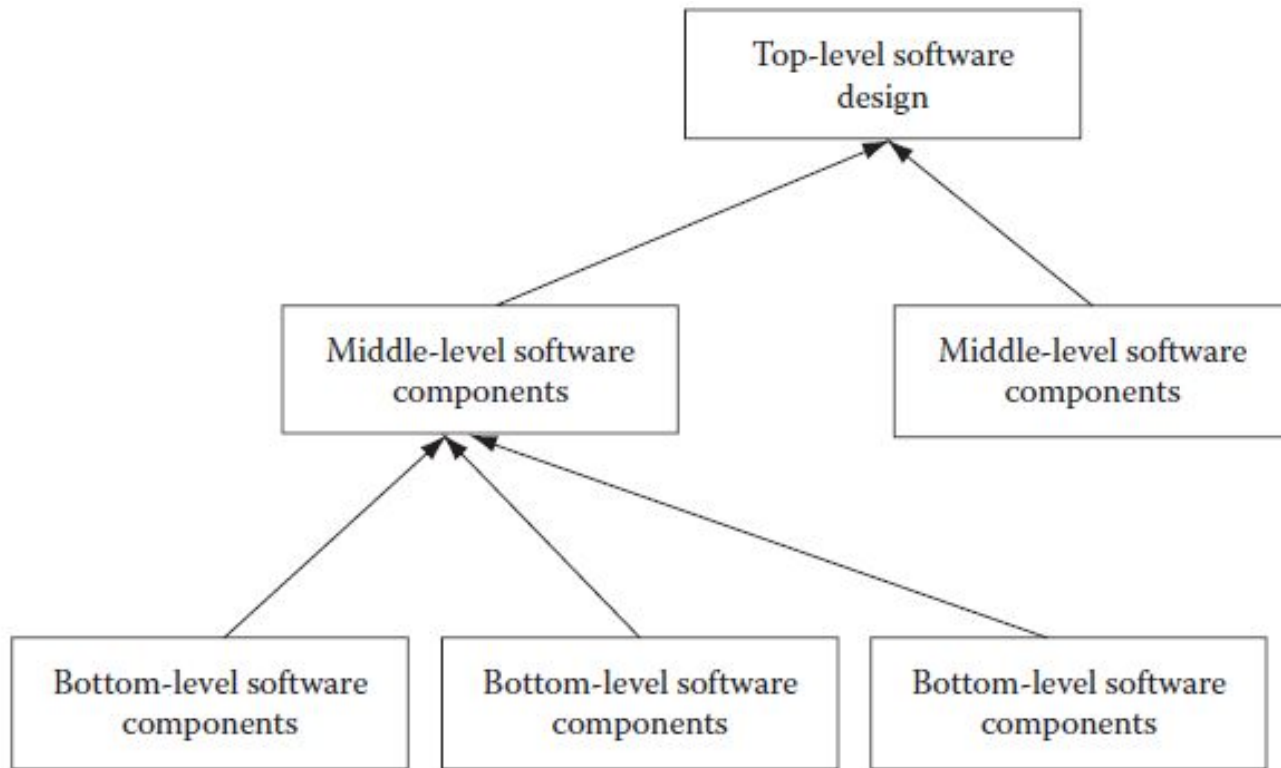 Top-level software
design
Middle-level software
components
Middle-level software
components
Bottom-level software
components
Bottom-level software
components
Bottom-level software
components